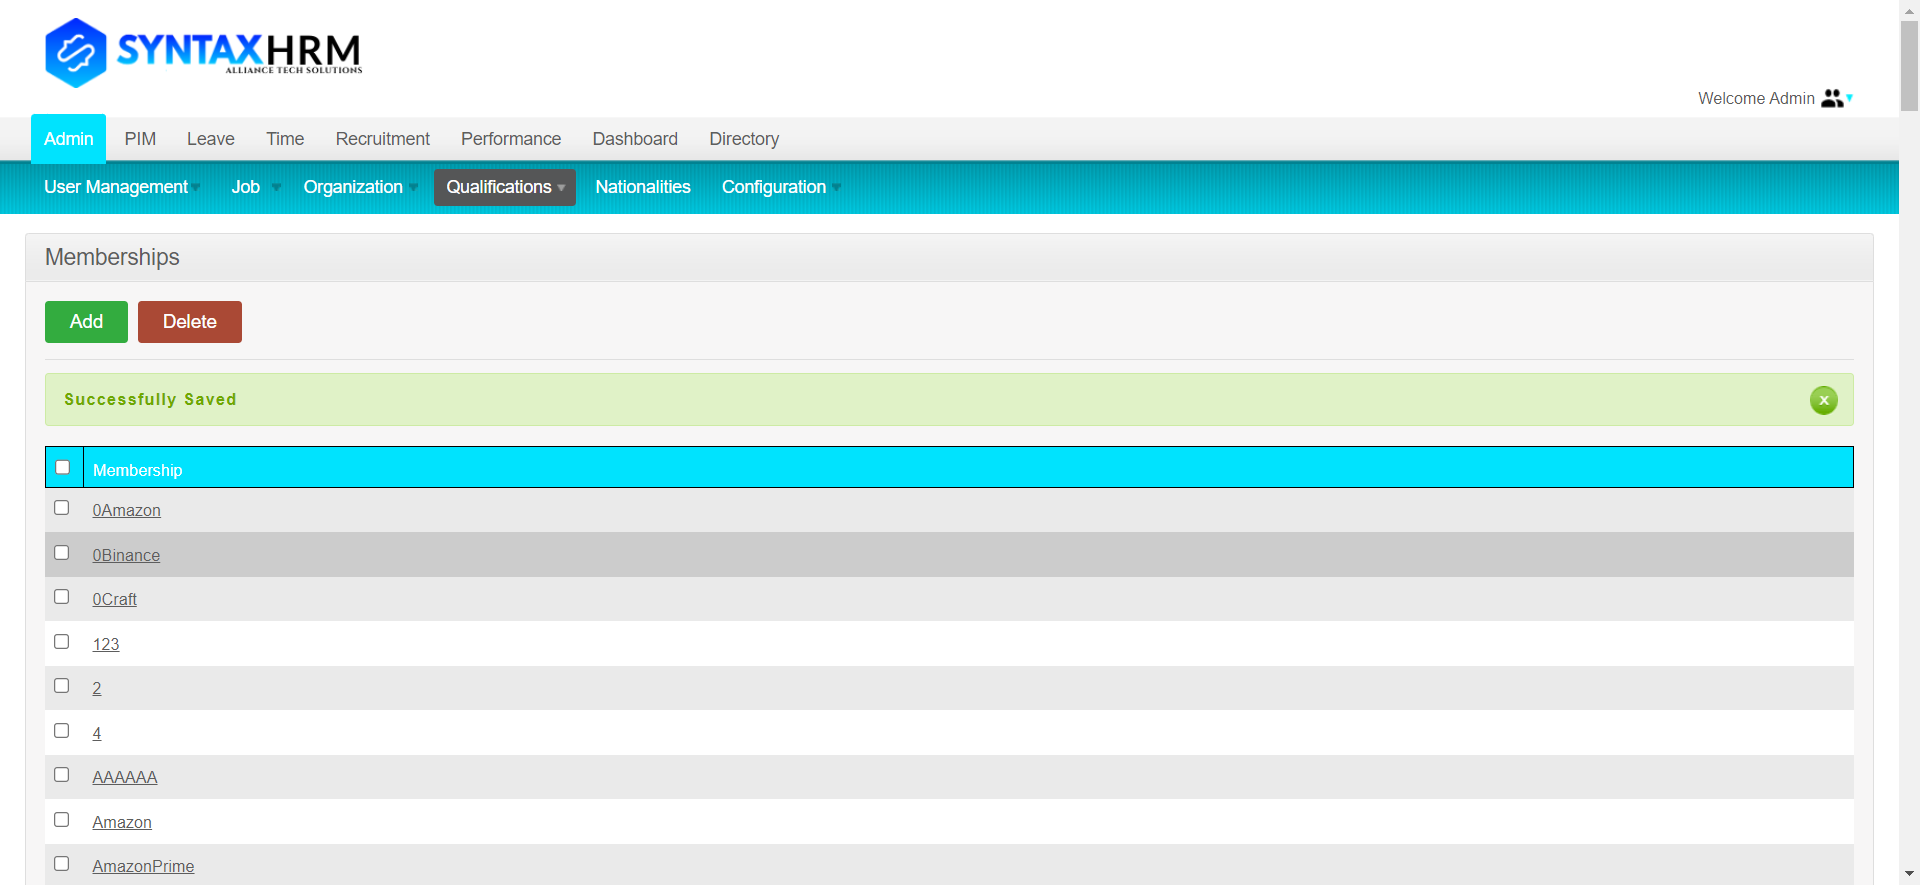 SYNTAXHRM
ALLIANCE TECH SOLUTIONS
Welcome Admin
Admin PIM Leave Time Recruitment Performance Dashboard Directory
User Management Job Organization Qualifications Nationalities Configuration
Memberships
Add Delete
Successfully Saved x
Membership
0Amazon
0Binance
0Craft
123
2
4
AAAAAA
Amazon
AmazonPrime